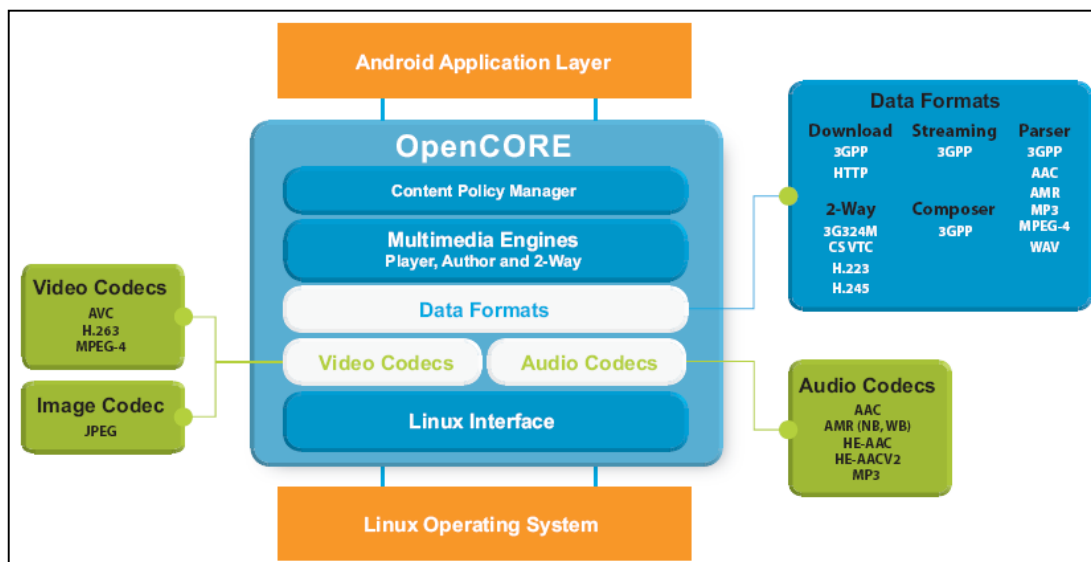 Android Application Layer
OpenCORE
Content Policy Manager
Multimedia Engines
Player, Author and 2-Way
Data Formats
Video Codecs
Audio Codecs
Linux Interface
Linux Operating System
Video Codecs
AVC
H.263
MPEG-4
Image Codec
JPEG
Data Formats
Download
3GPP
HTTP
Streaming
3GPP
Parser
3GPP
AAC
AMR
MP3
MPEG-4
WAV
2-Way
3G324M
CSVTC
H.223
H.245
Composer
3GPP
Audio Codecs
AAC
AMR (NB, WB)
HE-AAC
HE-AACV2
MP3